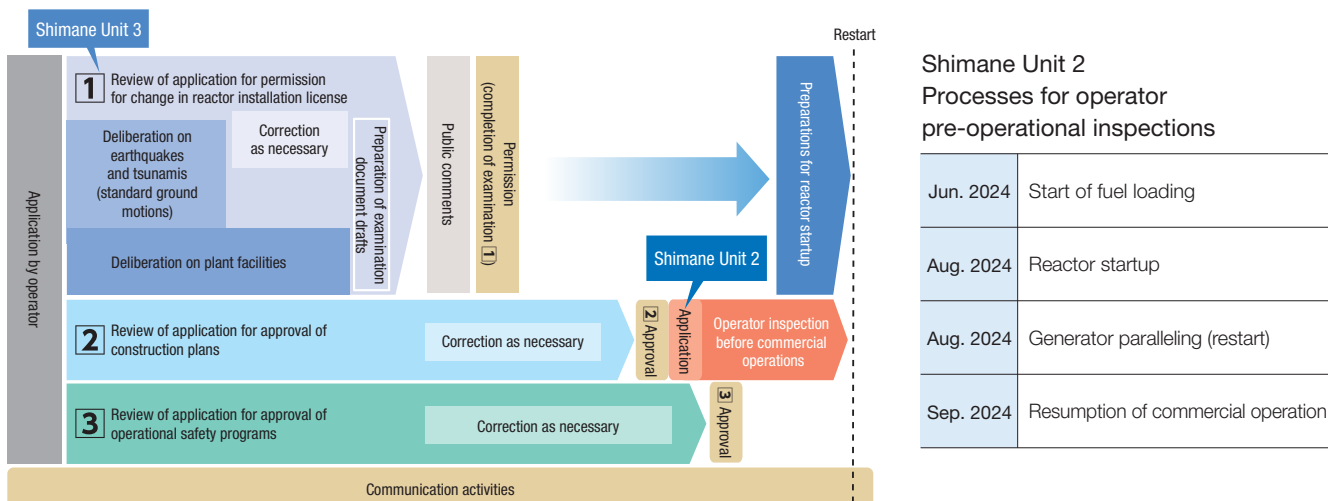 Shimane Unit 3
Restart
Application by operator
1 Review of application for permission
for change in reactor installation license
Deliberation on
earthquakes
and tsunamis
(standard ground
motions)
Correction
as necessary
Preparation of examination
document drafts
Deliberation on plant facilities
Public comments
Permission
(completion of examination 1)
Preparations for reactor startup
Shimane Unit 2
2 Review of application for approval of
construction plans
Correction as necessary
2 Approval
Application
Operator inspection
before commercial
operations
3 Review of application for approval of
operational safety programs
Correction as necessary
3 Approval
Communication activities
Shimane Unit 2
Processes for operator
pre-operational inspections
Jun. 2024 Start of fuel loading
Aug. 2024 Reactor startup
Aug. 2024 Generator paralleling (restart)
Sep. 2024 Resumption of commercial operation